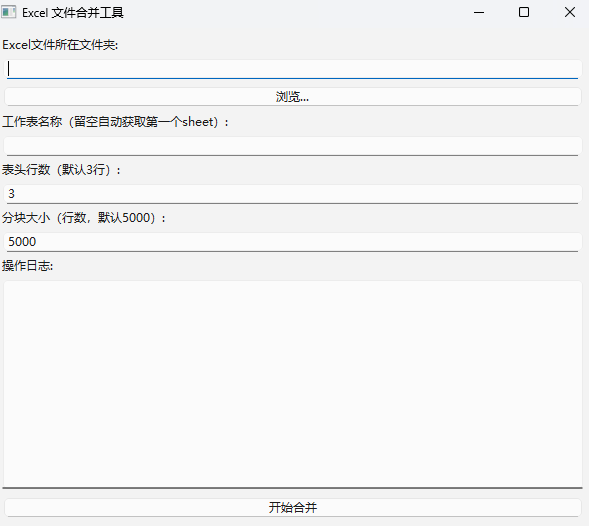 Excel 文件合并工具
Excel文件所在文件夹:
浏览...
工作表名称（留空自动获取第一个sheet）:
表头行数（默认3行）:
3
分块大小（行数，默认5000）:
5000
操作日志:
开始合并